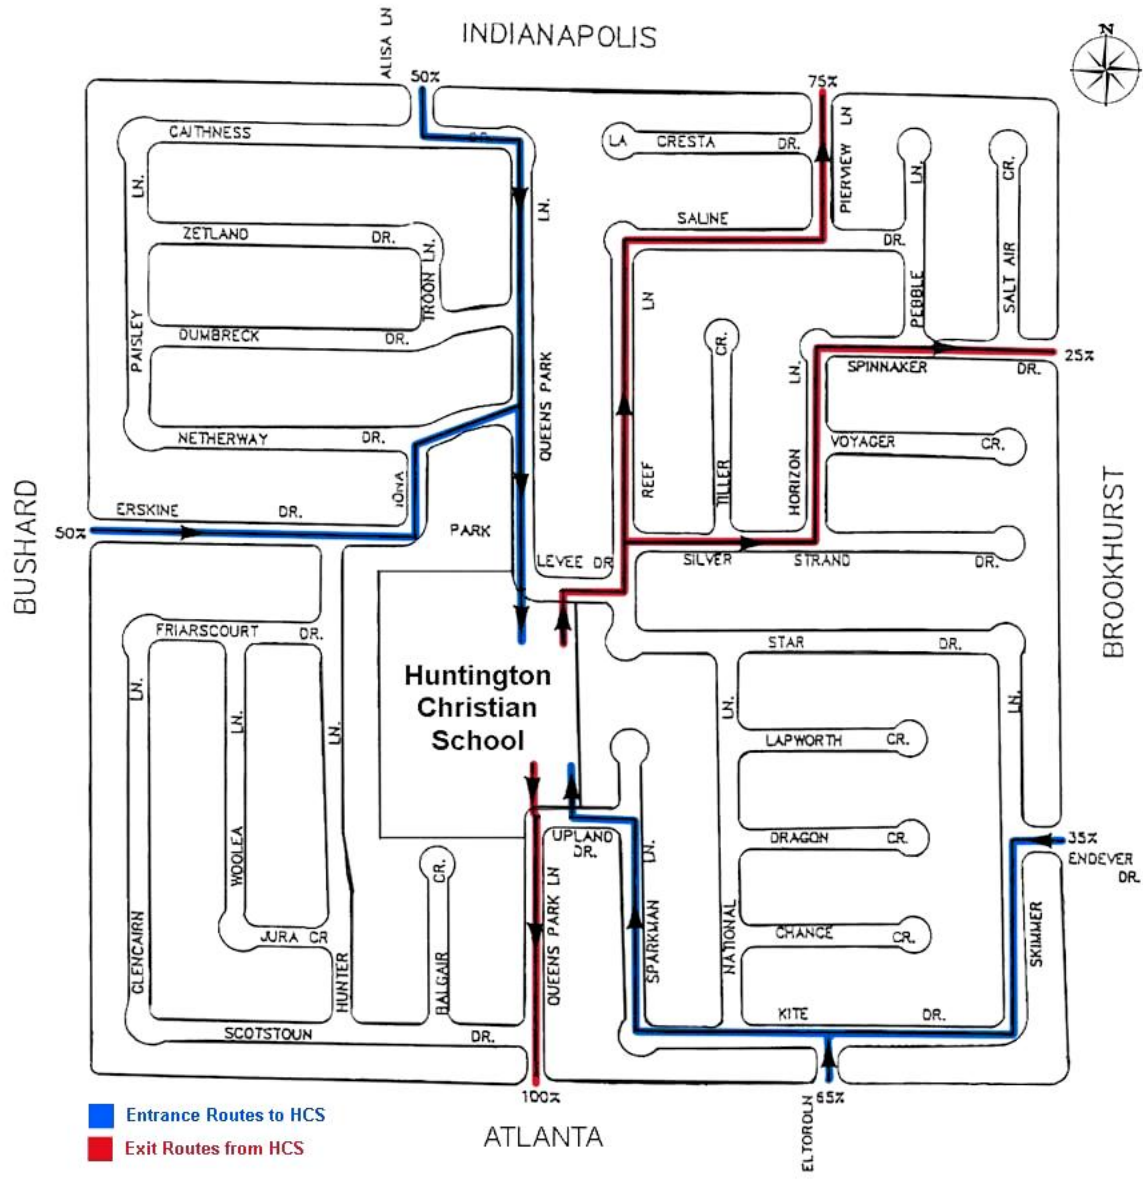 INDIANAPOLIS
N
ALISA LN
50%
75%
CAITHNESS
DR.
LA CRESTA DR.
PIERVIEW LN
LN.
LN.
LN.
CR.
SALINE
DR.
ZETLAND DR.
TROON LN.
PEBBLE
SALT AIR
REEF LN
PAISLEY
DUMBRECK DR.
QUEENS PARK
TILLER CR.
HORIZON LN.
SPINNAKER DR.
25%
NETHERWAY DR.
VOYAGER CR.
IONA
BUSHARD
BROOKHURST
ERSKINE DR.
50%
PARK
LEVEE DR
SILVER STRAND DR.
FRIARSCOURT DR.
STAR DR.
Huntington
Christian
School
LN.
LN.
LN.
LN.
LN.
LAPWORTH CR.
UPLAND
DR.
DRAGON CR.
35%
ENDEVER
DR.
WOOLEA
GLENCAIRN
JURA CR
HUNTER
BALGAIR CR.
QUEENS PARK LN
SPARKMAN LN.
NATIONAL
CHANCE CR.
SKIMMER
KITE DR.
SCOTSTOUN DR.
100%
65%
ELTOROLN
Entrance Routes to HCS
Exit Routes from HCS
ATLANTA